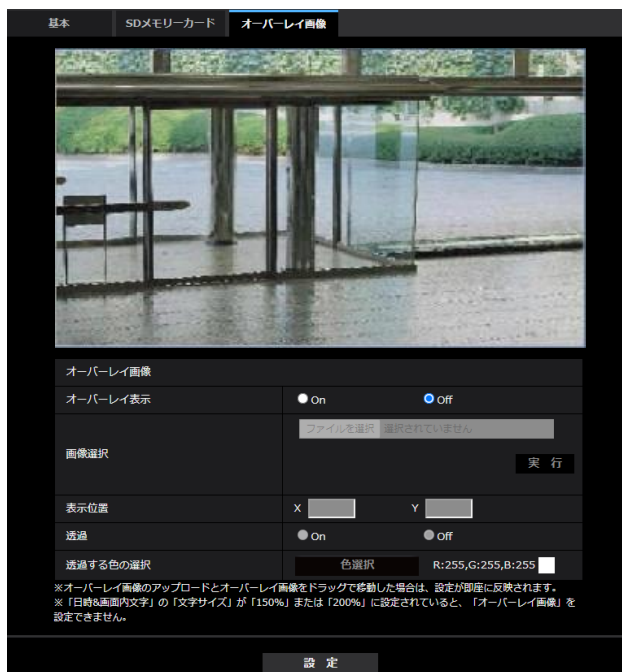 基本 SDメモリーカード オーバーレイ画像
オーバーレイ画像
オーバーレイ表示 On Off
ファイルを選択 選択されていません
画像選択
実 行
表示位置 X Y
透過 On Off
透過する色の選択 色選択 R:255,G:255,B:255
※オーバーレイ画像のアップロードとオーバーレイ画像をドラッグで移動した場合は、設定が即座に反映されます。
※「日時&画面内文字」の「文字サイズ」が「150%」または「200%」に設定されていると、「オーバーレイ画像」を
設定できません。
設 定